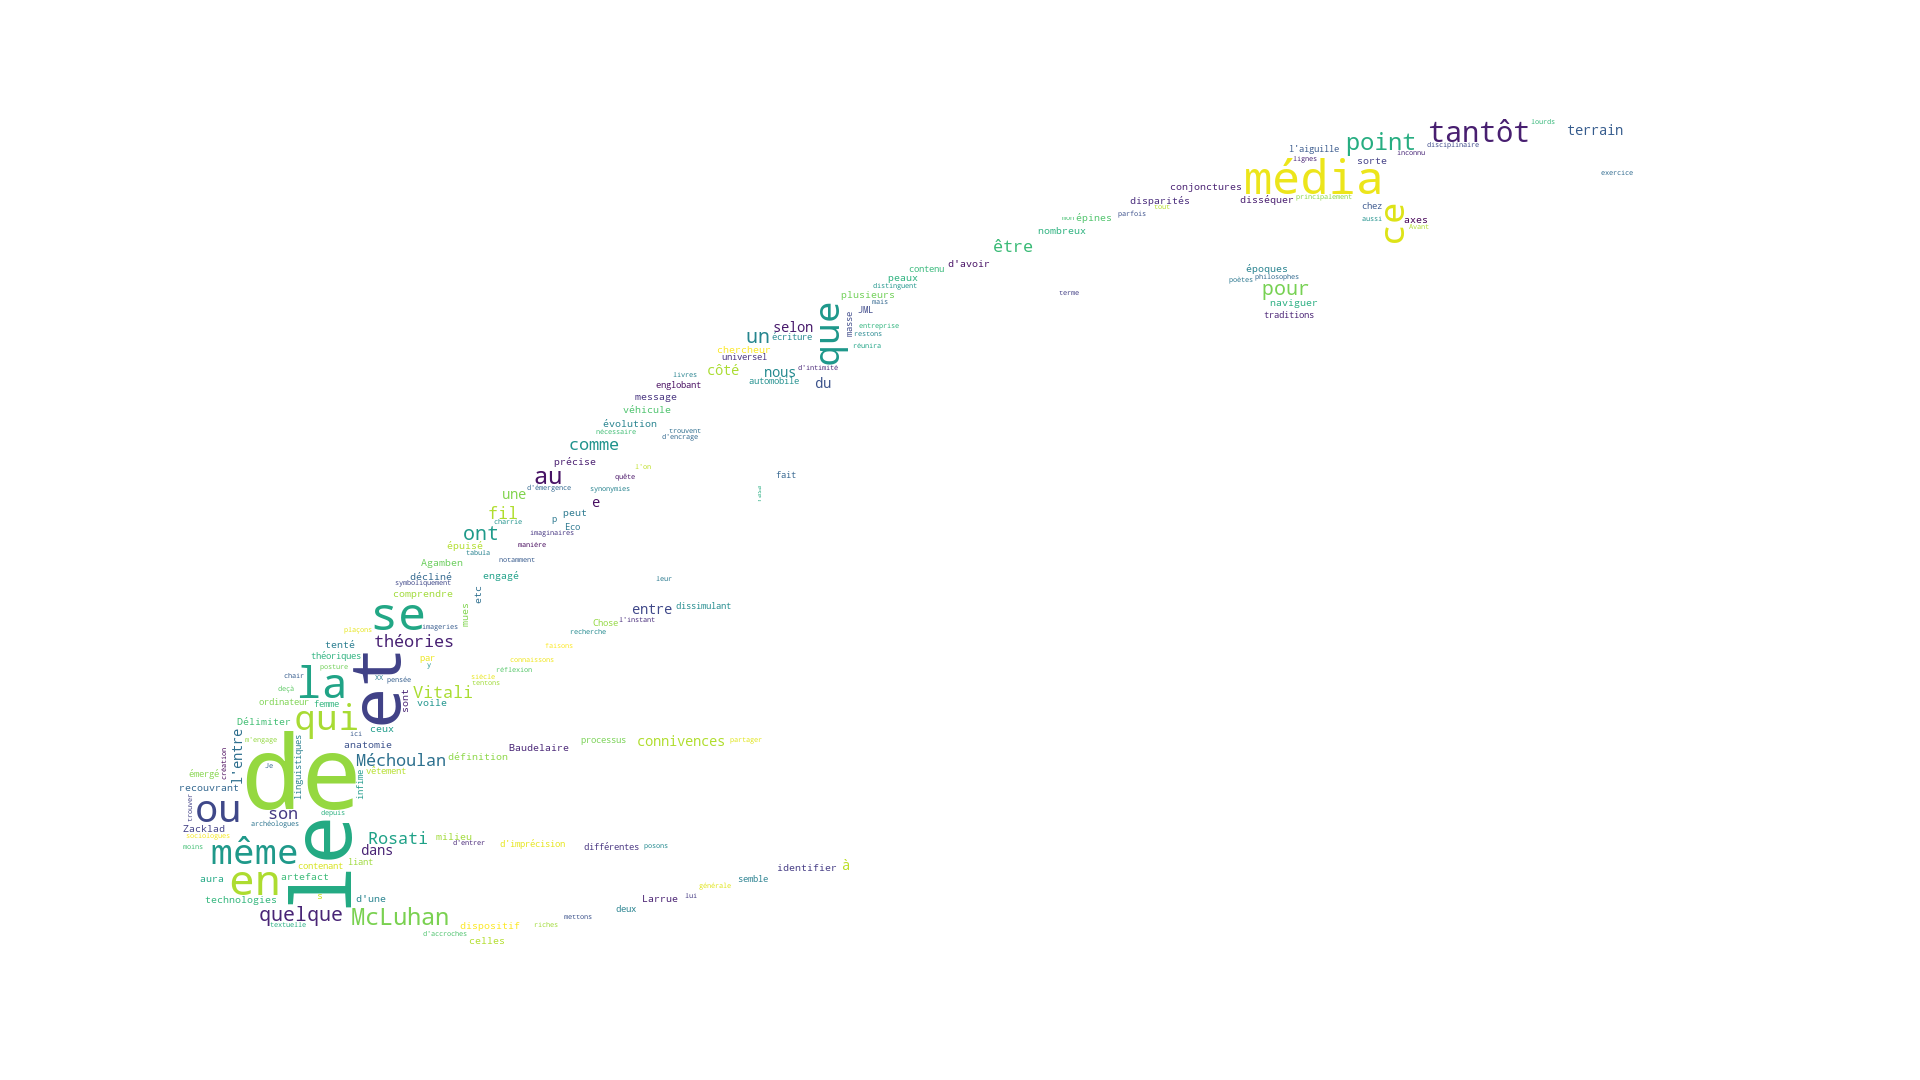 lourds
tantôt
terrain
point
disciplinaire
l'aiguille
inconnu
lignes
sorte
média
exercice
conjonctures
disséquer
principalement
disparités
tout
chez
ce
parfois
épines
aussi
axes
Avant
nombreux
être
d'avoir
contenu
époques
peaux
poètes
philosophes
distinguent
pour
plusieurs
terme
mais
naviguer
JML
traditions
que
masse
selon
entreprise
un
écriture
restons
réunira
chercheur
universel
côté
nous
d'intimité
livres
automobile
du
englobant
message
véhicule
évolution
nécessaire
trouvent
d'encrage
comme
précise
l'on
au
quête
fait
d'émergence
synonymies
une
e
fil
p
peut
charrie
Eco
ont
imaginaires
épuisé
manière
tabula
notamment
Agamben
décliné
engagé
leur
symboliquement
comprendre
etc
mues
se
entre
dissimulant
plaçons
imageries
Chose
l'instant
recherche
théories
tenté
faisons
théoriques
par
connaissons
posture
y
réflexion
et
la
chair
XX
pensée
siècle
tentons
deçà
Vitali
sont
ordinateur
femme
voile
qui
Délimiter
ceux
ici
l'entre
m'engage
anatomie
Baudelaire
processus
connivences
partager
création
linguistiques
de
Je
Méchoulan
définition
émergé
infime
vêtement
recouvrant
trouver
ou
son
depuis
archéologues
Zacklad
sociologues
le
Rosati
milieu
d'entrer
d'imprécision
moins
même
dans
différentes
posons
contenant
liant
identifier
à
aura
en
artefact
semble
générale
technologies
s
d'une
Larrue
lui
quelque
McLuhan
deux
mettons
textuelle
dispositif
riches
d'accroches
celles